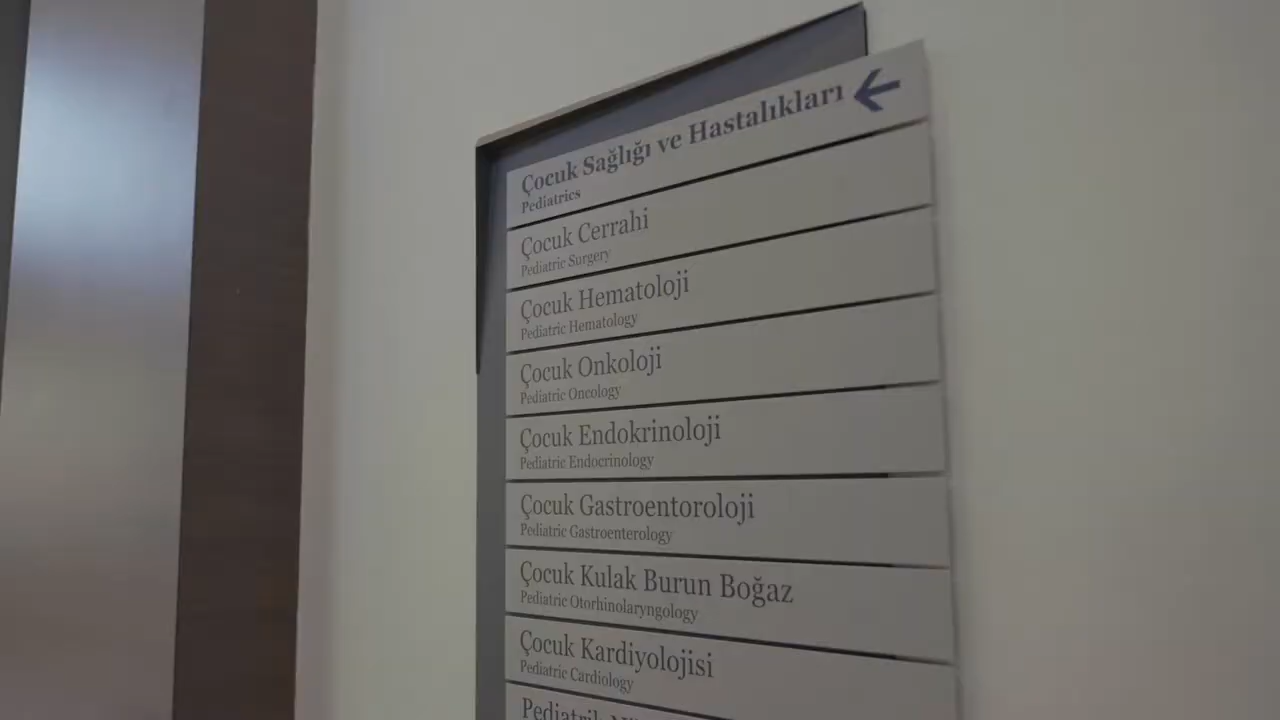 Çocuk Sağlığı ve Hastalıkları
Pediatrics
Çocuk Cerrahi
Pediatric Surgery
Çocuk Hematoloji
Pediatric Hematology
Çocuk Onkoloji
Pediatric Oncology
Çocuk Endokrinoloji
Pediatric Endocrinology
Çocuk Gastroentoroloji
Pediatric Gastroenterology
Çocuk Kulak Burun Boğaz
Pediatric Otorhinolaryngology
Çocuk Kardiyolojisi
Pediatric Cardiology
Pediatrik